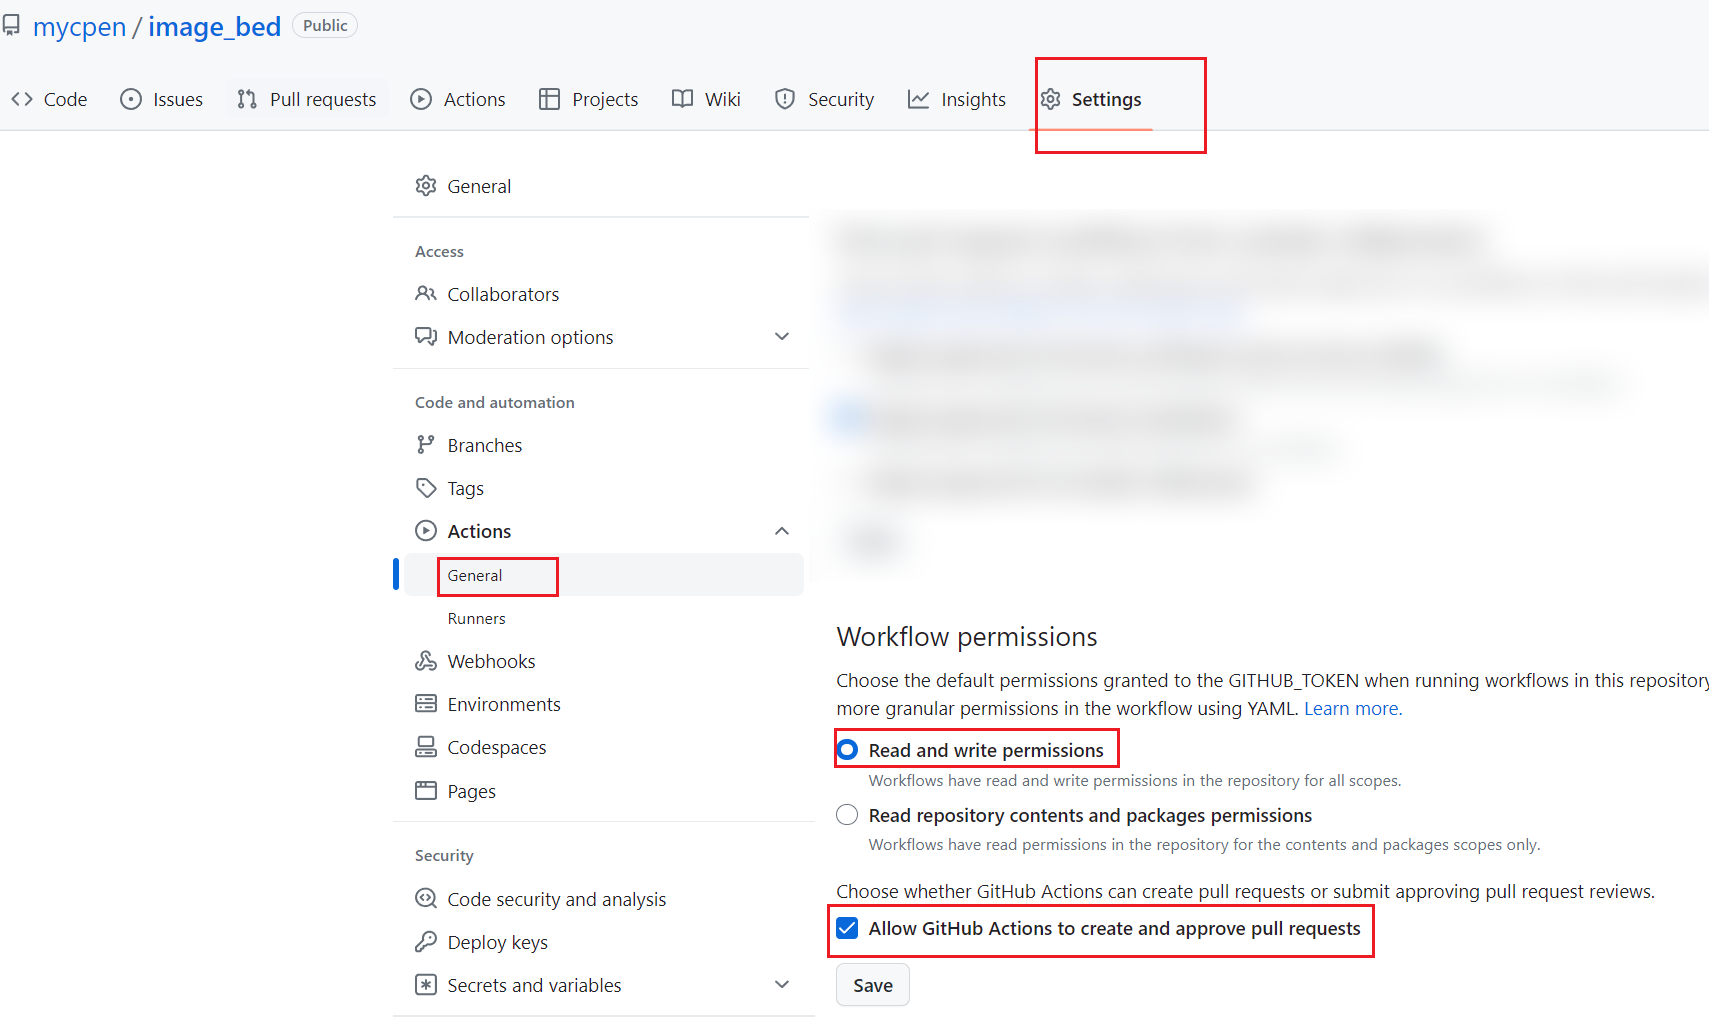 mycpen / image_bed Public
Code Issues Pull requests Actions Projects Wiki Security Insights Settings
General
Access
Collaborators
Moderation options
Code and automation
Branches
Tags
Actions
General
Runners
Webhooks
Environments
Codespaces
Pages
Security
Code security and analysis
Deploy keys
Secrets and variables
Workflow permissions
Choose the default permissions granted to the GITHUB_TOKEN when running workflows in this repository
more granular permissions in the workflow using YAML. Learn more.
Read and write permissions
Workflows have read and write permissions in the repository for all scopes.
Read repository contents and packages permissions
Workflows have read permissions in the repository for the contents and packages scopes only.
Choose whether GitHub Actions can create pull requests or submit approving pull request reviews.
Allow GitHub Actions to create and approve pull requests
Save